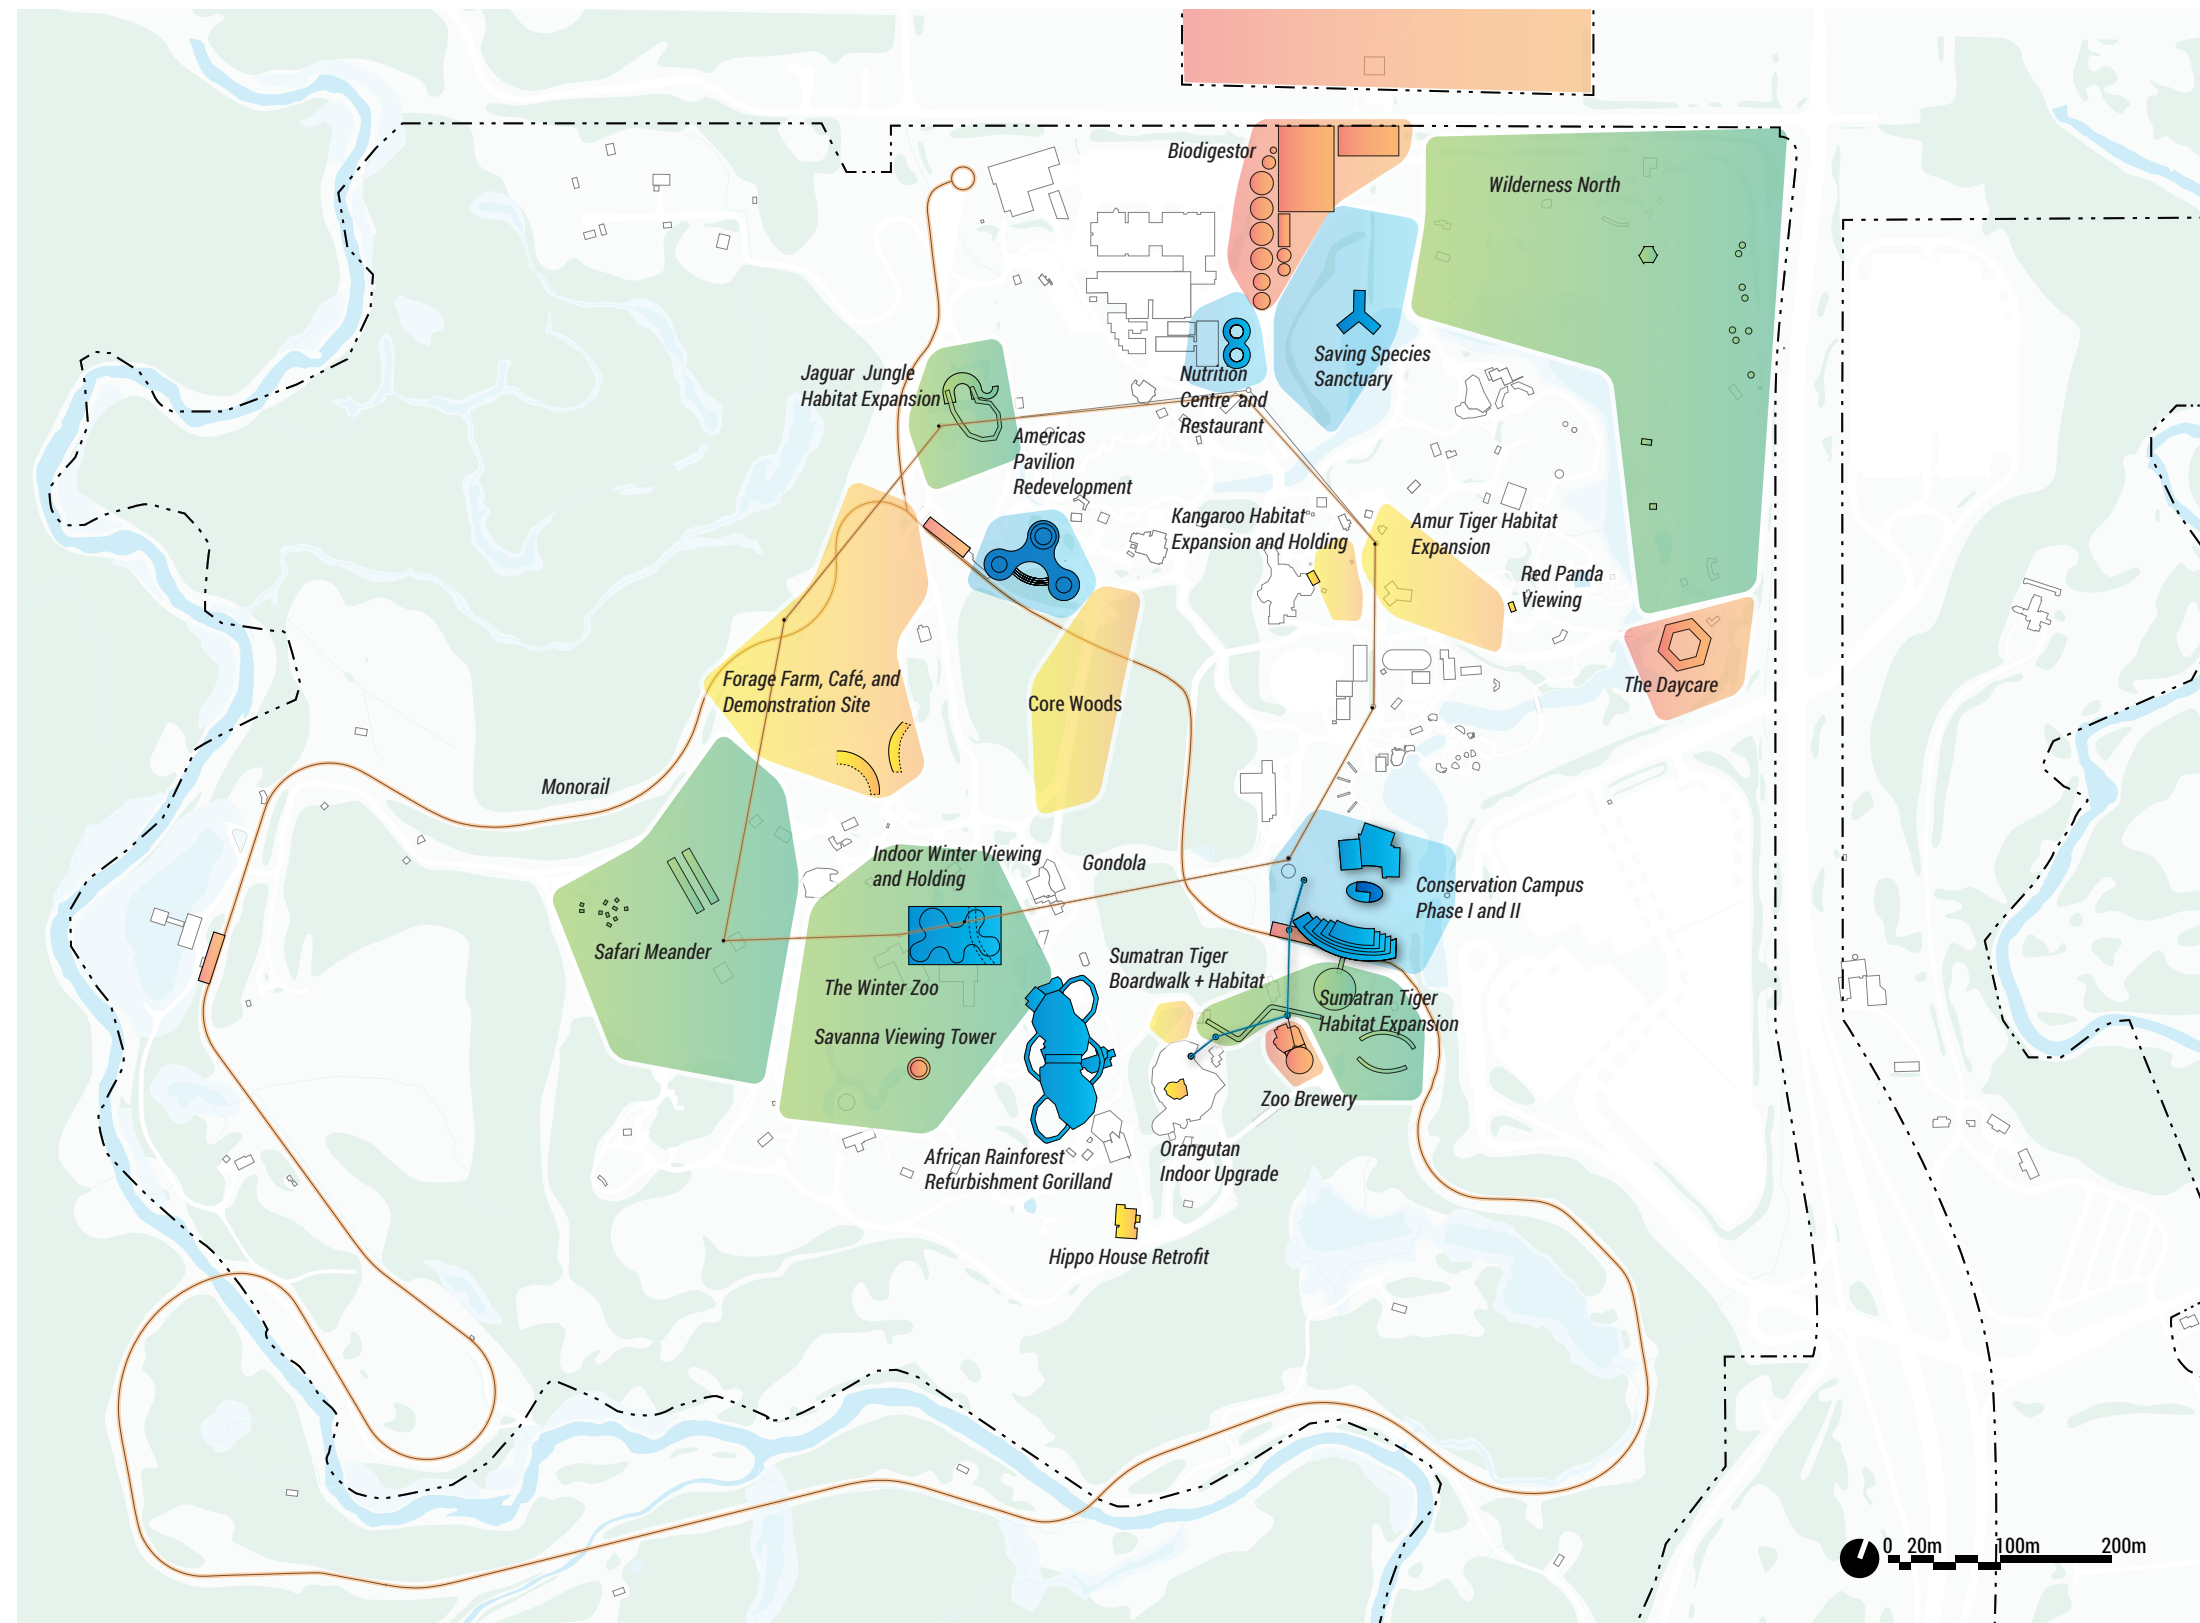 Biodigestor
Wilderness North
Saving Species
Sanctuary
Nutrition
Centre and
Restaurant
Jaguar Jungle
Habitat Expansion
Americas
Pavilion
Redevelopment
Kangaroo Habitat
Expansion and Holding
Amur Tiger Habitat
Expansion
Red Panda
Viewing
The Daycare
Forage Farm, Café, and
Demonstration Site
Core Woods
Monorail
Indoor Winter Viewing
and Holding
Gondola
Conservation Campus
Phase I and II
Safari Meander
The Winter Zoo
Savanna Viewing Tower
Sumatran Tiger
Boardwalk + Habitat
Sumatran Tiger
Habitat Expansion
Zoo Brewery
African Rainforest
Refurbishment Gorilland
Orangutan
Indoor Upgrade
Hippo House Retrofit
0 20m 100m 200m